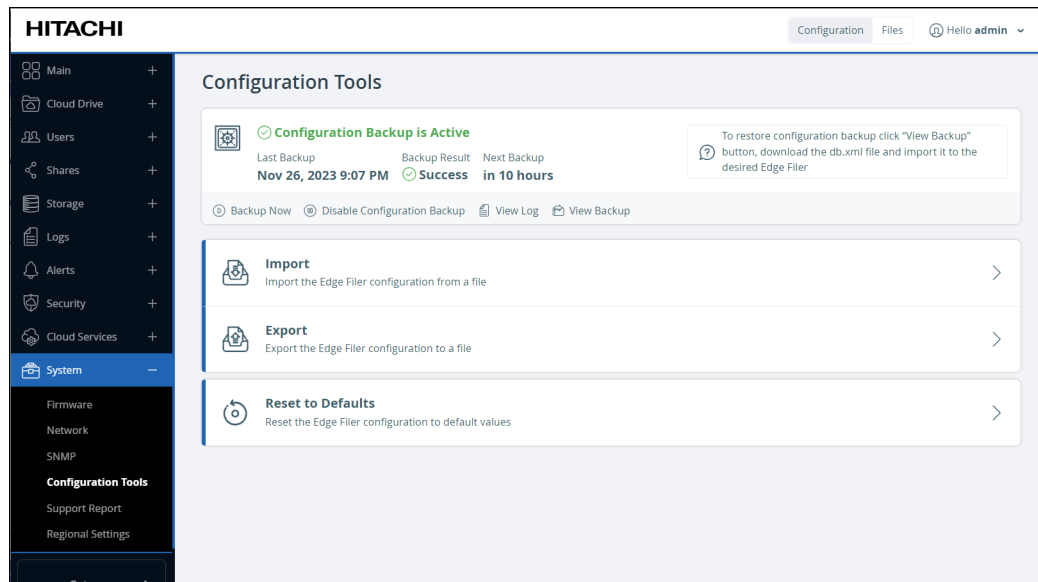 HITACHI
Configuration Files Hello admin
Main
Cloud Drive
Users
Shares
Storage
Logs
Alerts
Security
Cloud Services
System
Firmware
Network
SNMP
Configuration Tools
Support Report
Regional Settings
Configuration Tools
Configuration Backup is Active
Last Backup Backup Result Next Backup
Nov 26, 2023 9:07 PM Success in 10 hours
To restore configuration backup click “View Backup”
button, download the db.xml file and import it to the
desired Edge Filer
Backup Now Disable Configuration Backup View Log View Backup
Import
Import the Edge Filer configuration from a file
Export
Export the Edge Filer configuration to a file
Reset to Defaults
Reset the Edge Filer configuration to default values